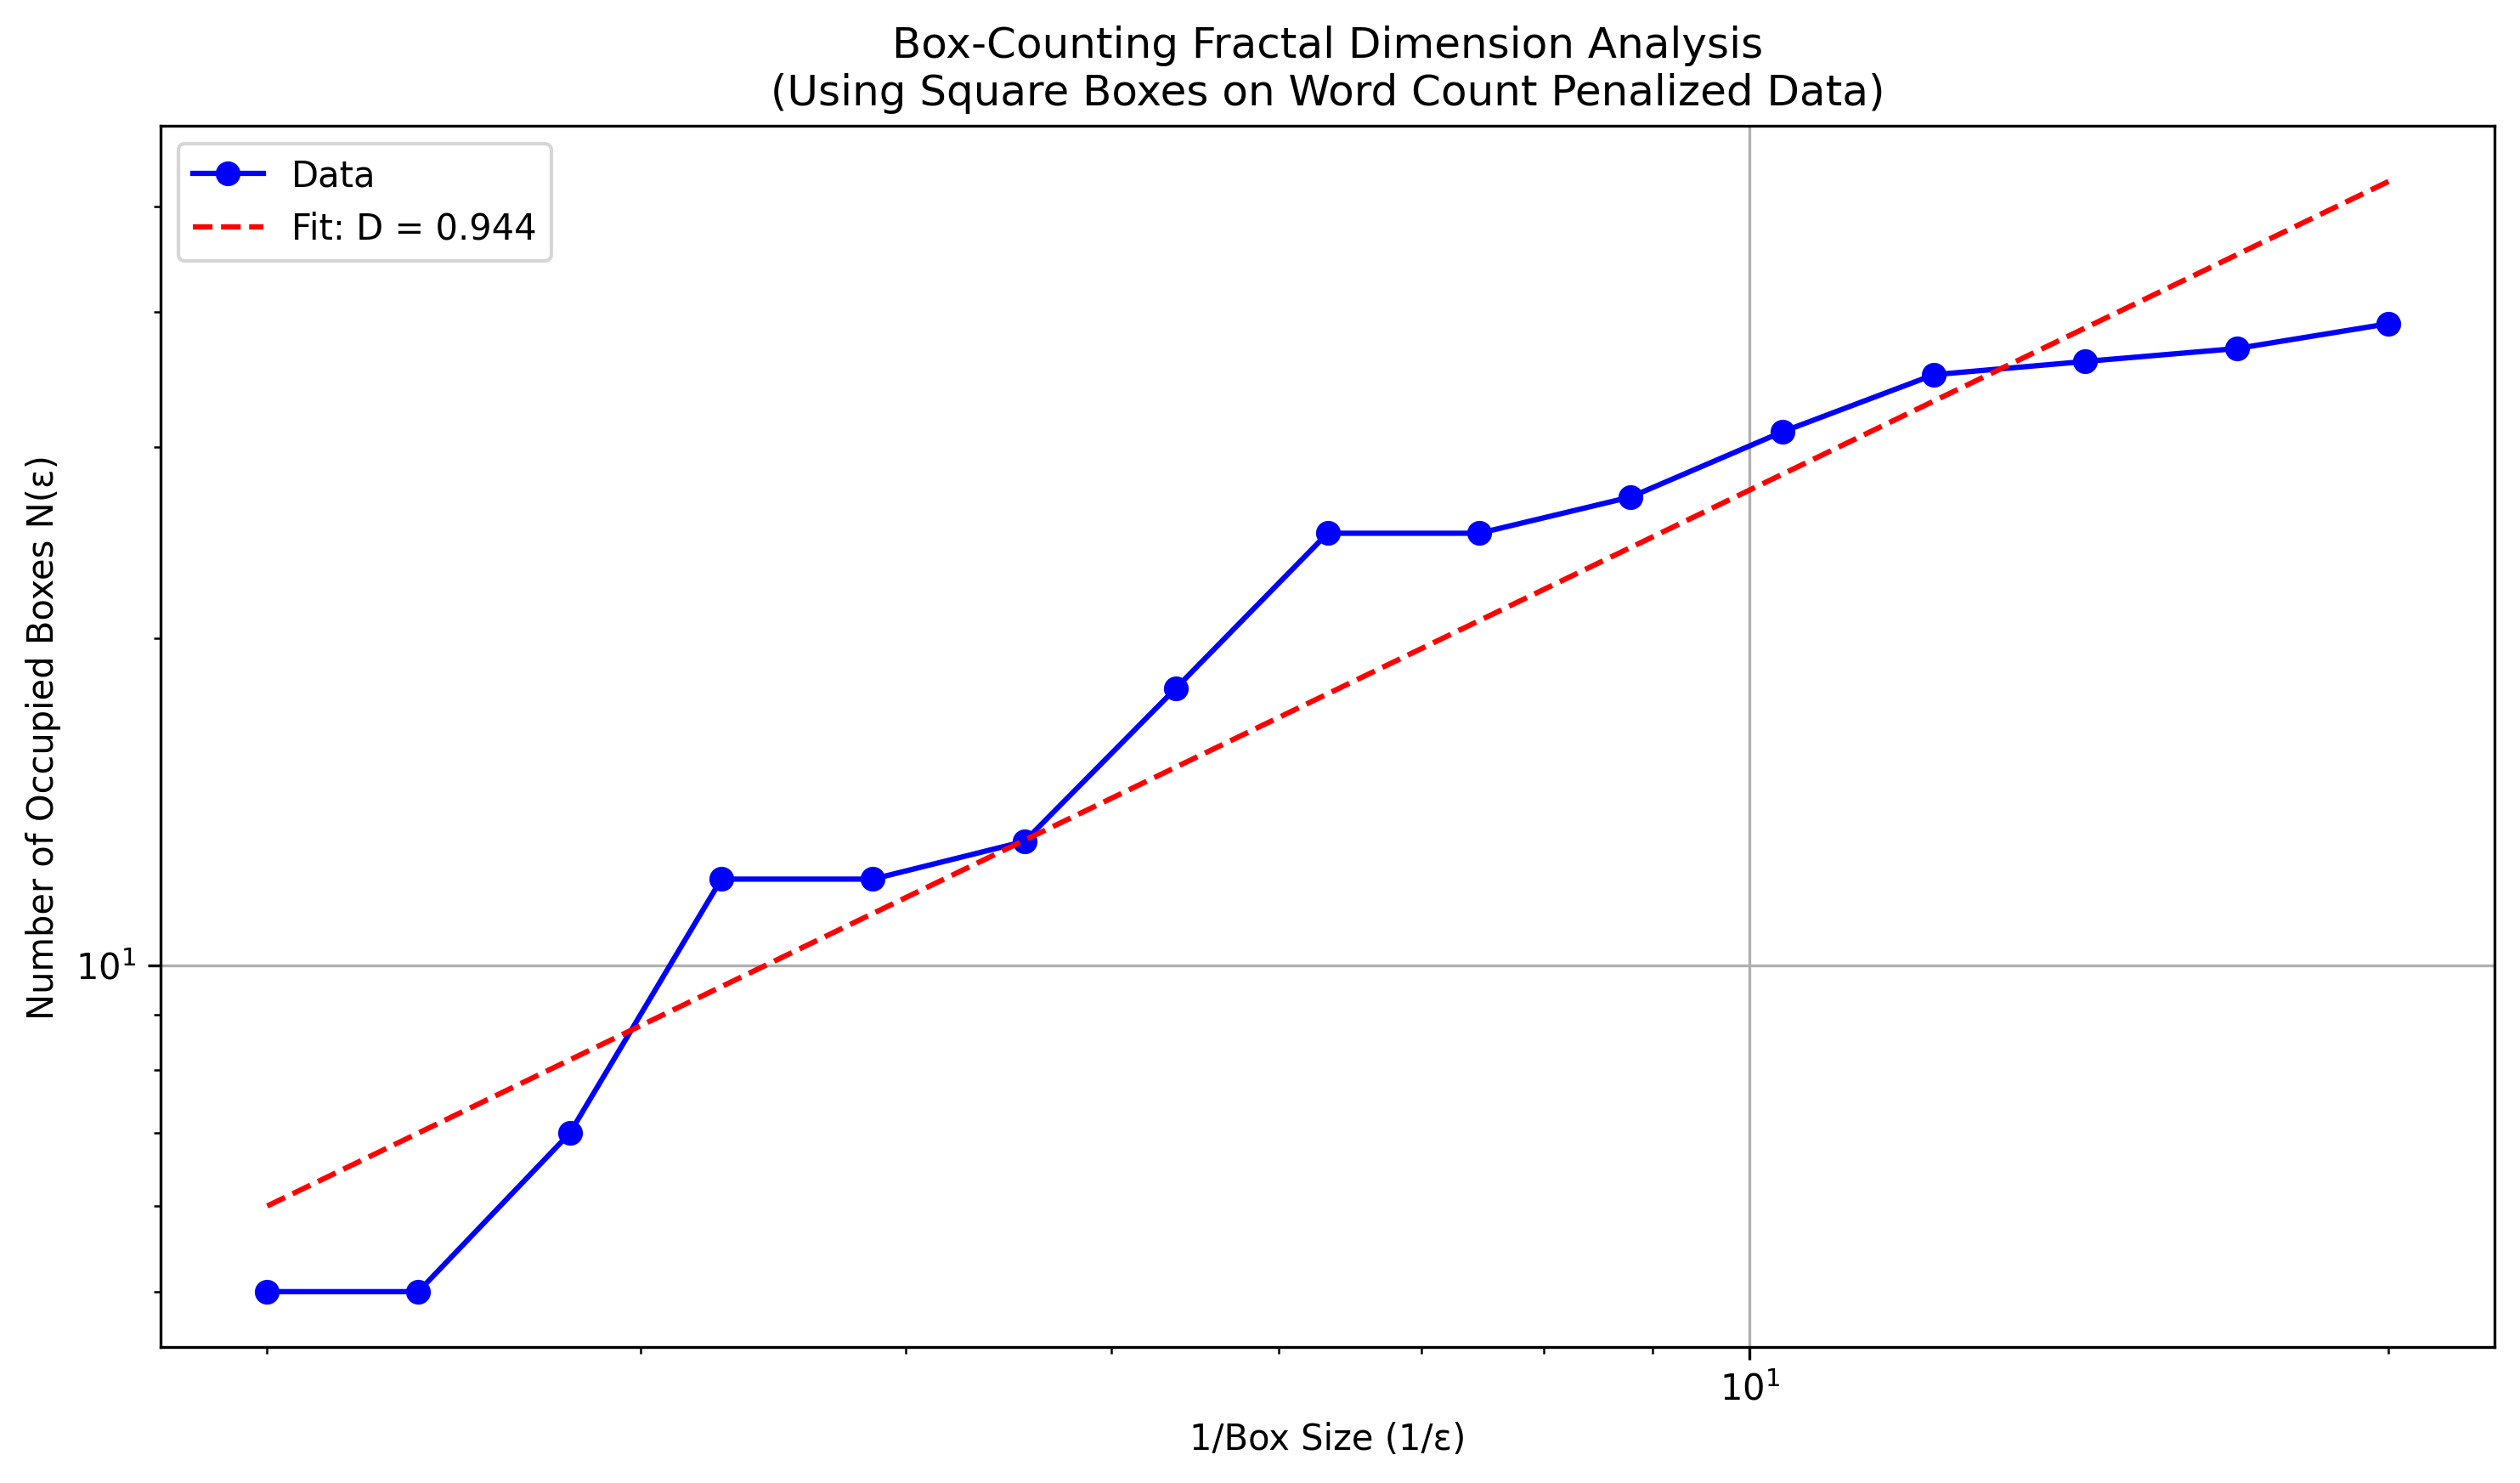 Box-Counting Fractal Dimension Analysis
(Using Square Boxes on Word Count Penalized Data)
Data
Fit: D = 0.944
Number of Occupied Boxes N(ε)
10¹
10¹
1/Box Size (1/ε)